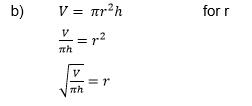 b) V = πr²h for r
V/πh = r²
√(V/πh) = r